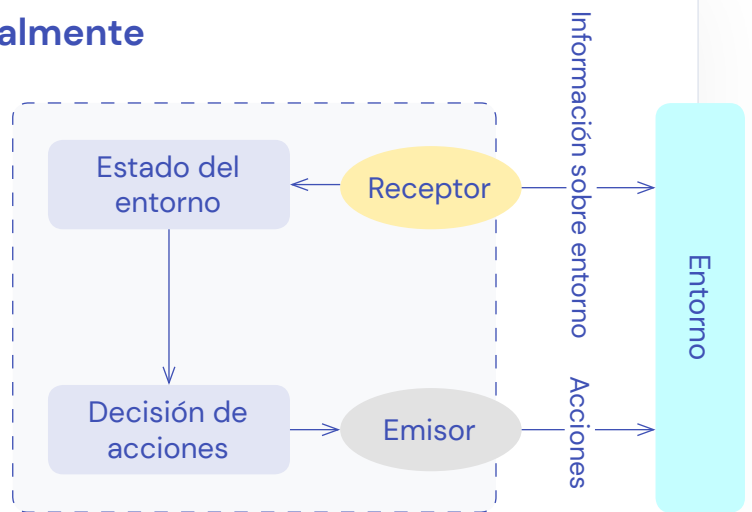 almente
Estado del
entorno
Receptor
Información sobre entorno
Entorno
Decisión de
acciones
Emisor
Acciones